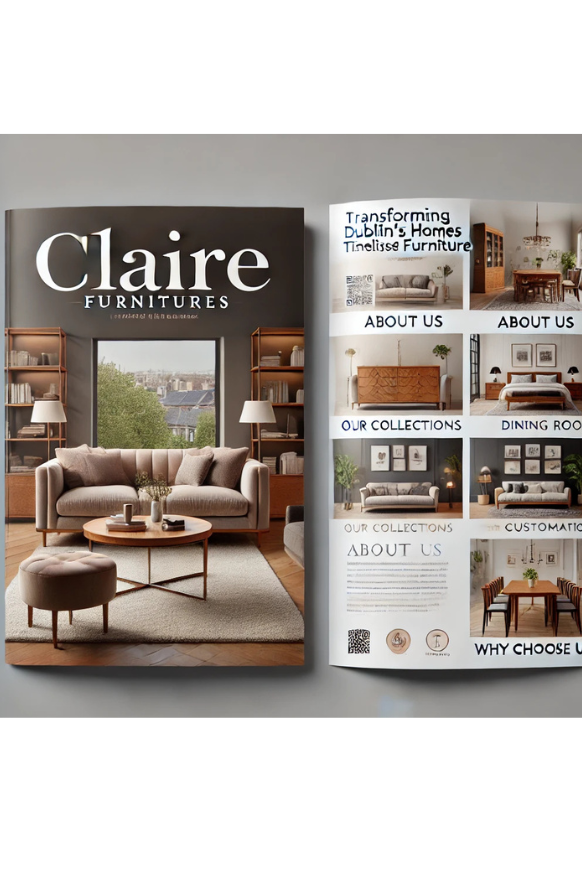 Claire
FURNITURES
Transforming
Dublin's Homes
Tinelisse Furniture
ABOUT US
ABOUT US
OUR COLLECTIONS
DINING ROO
OUR COLLECTIONS
CUSTOMATIO
ABOUT US
WHY CHOOSE U